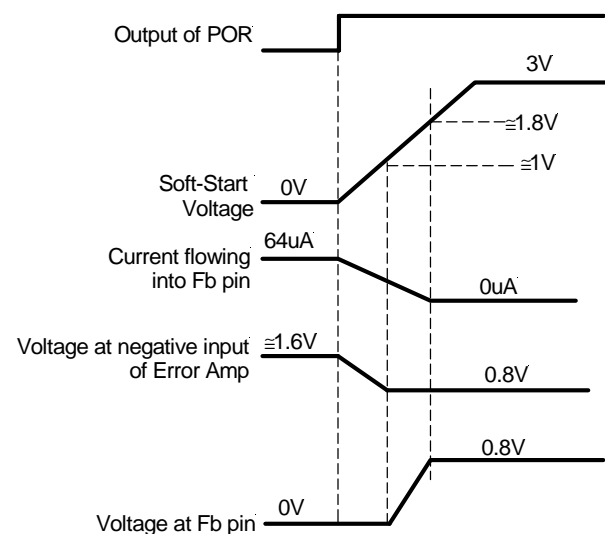 Output of POR
3V
≅1.8V
≅1V
Soft-Start
Voltage
0V
64uA
Current flowing
into Fb pin
0uA
Voltage at negative input
of Error Amp
≅1.6V
0.8V
0.8V
Voltage at Fb pin
0V